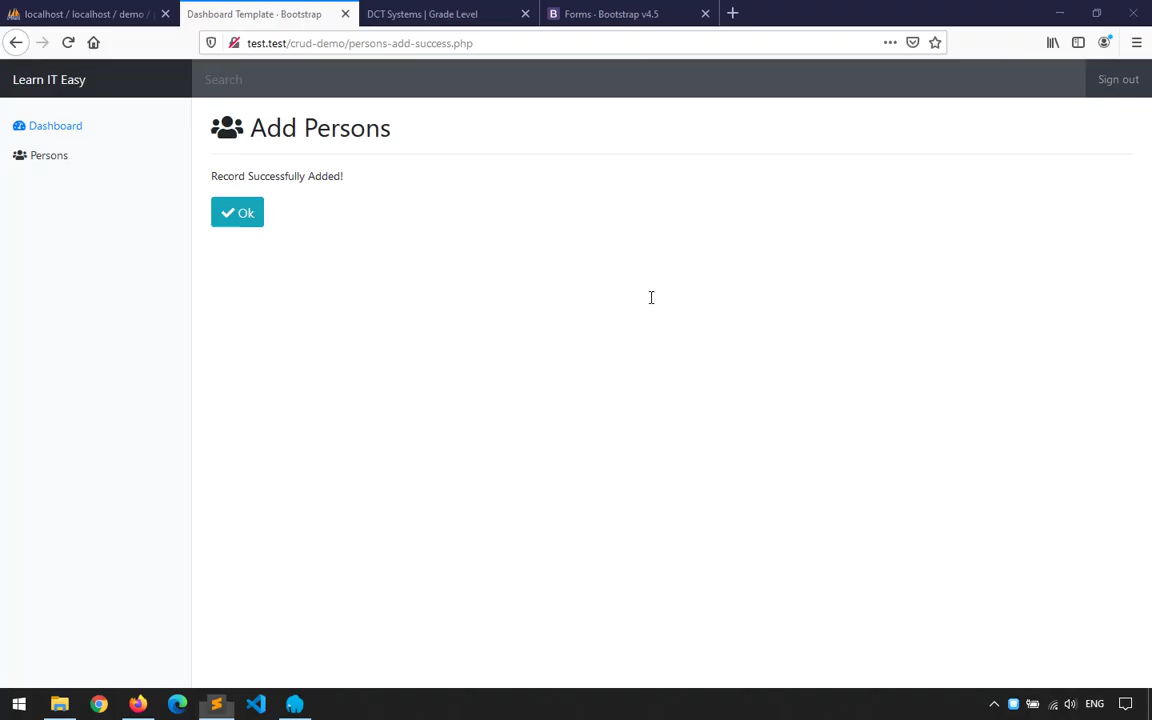 localhost / localhost / demo /
Dashboard Template · Bootstrap
DCT Systems | Grade Level
B Forms · Bootstrap v4.5
test.test/crud-demo/persons-add-success.php
Learn IT Easy
Search
Sign out
Dashboard
Persons
Add Persons
Record Successfully Added!
Ok
ENG